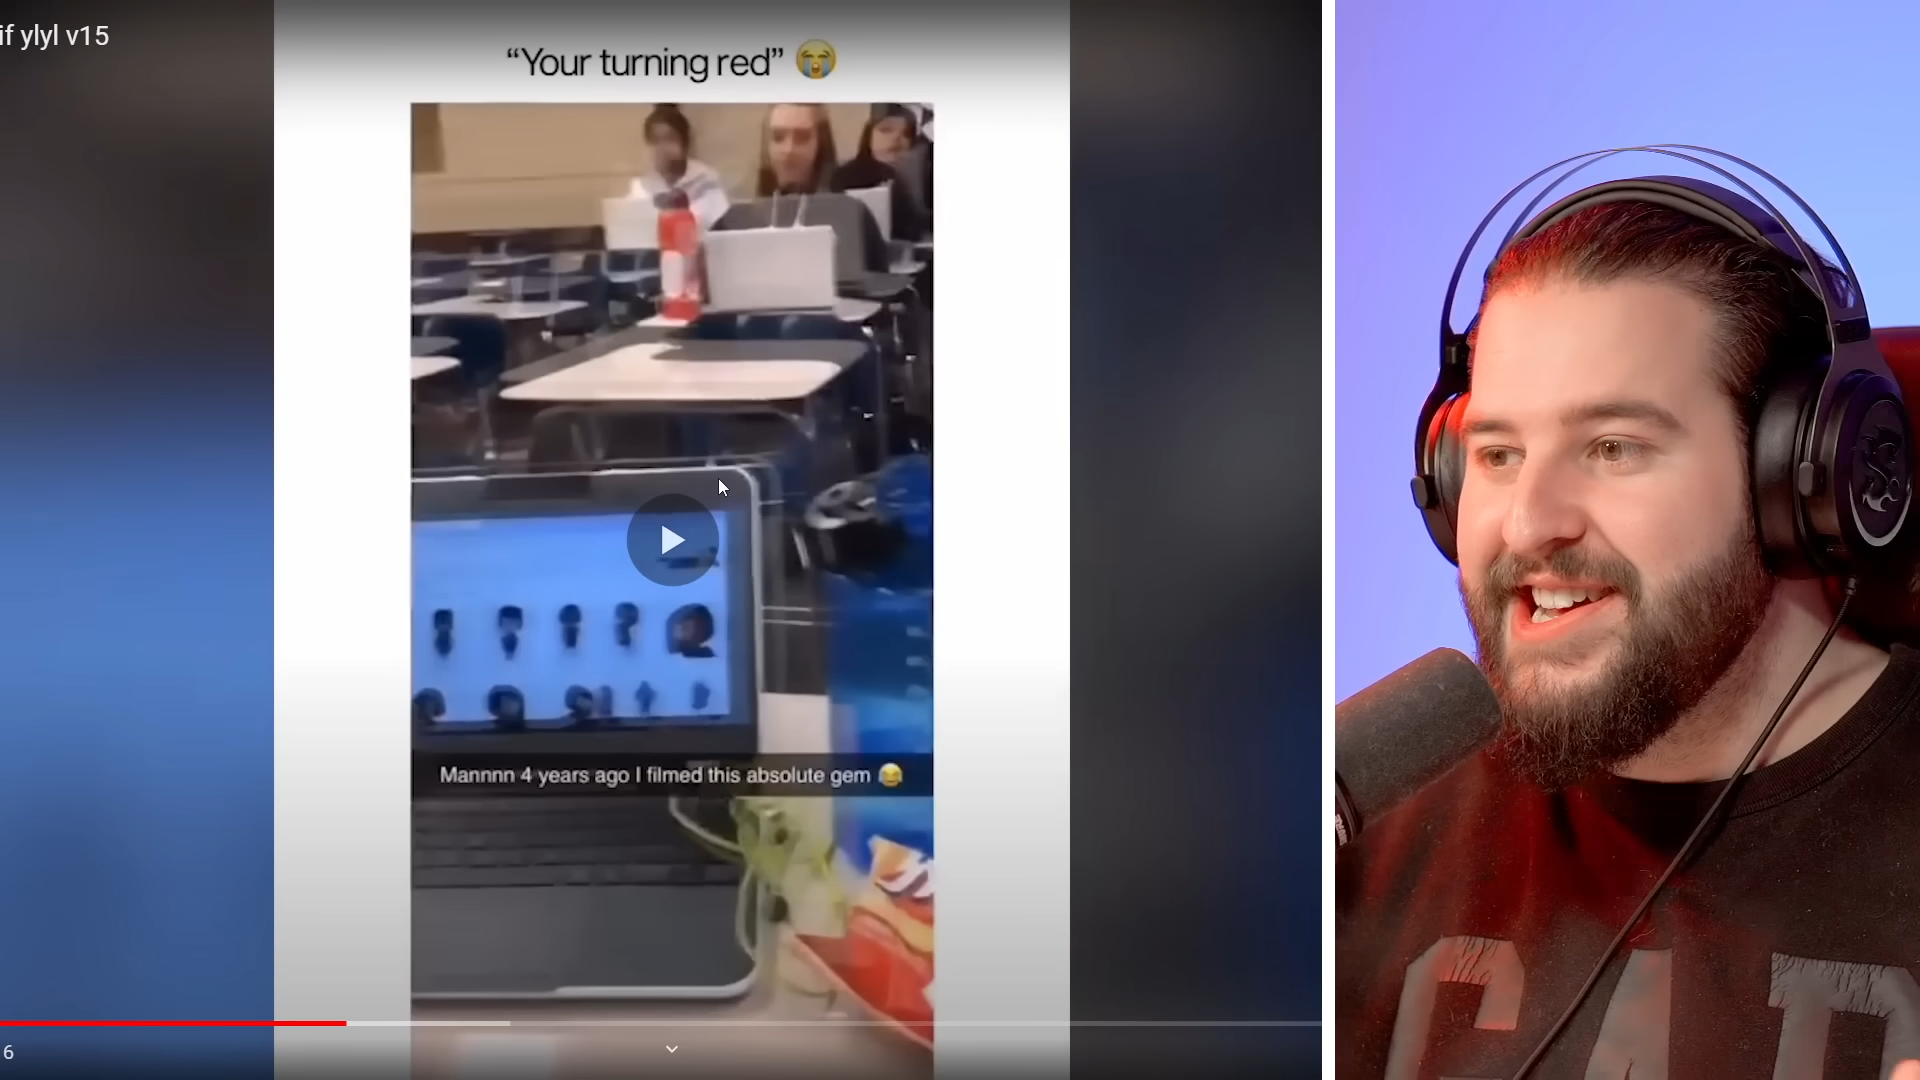 if ylyl v15
“Your turning red” 😭
Mannnn 4 years ago I filmed this absolute gem 😂
6